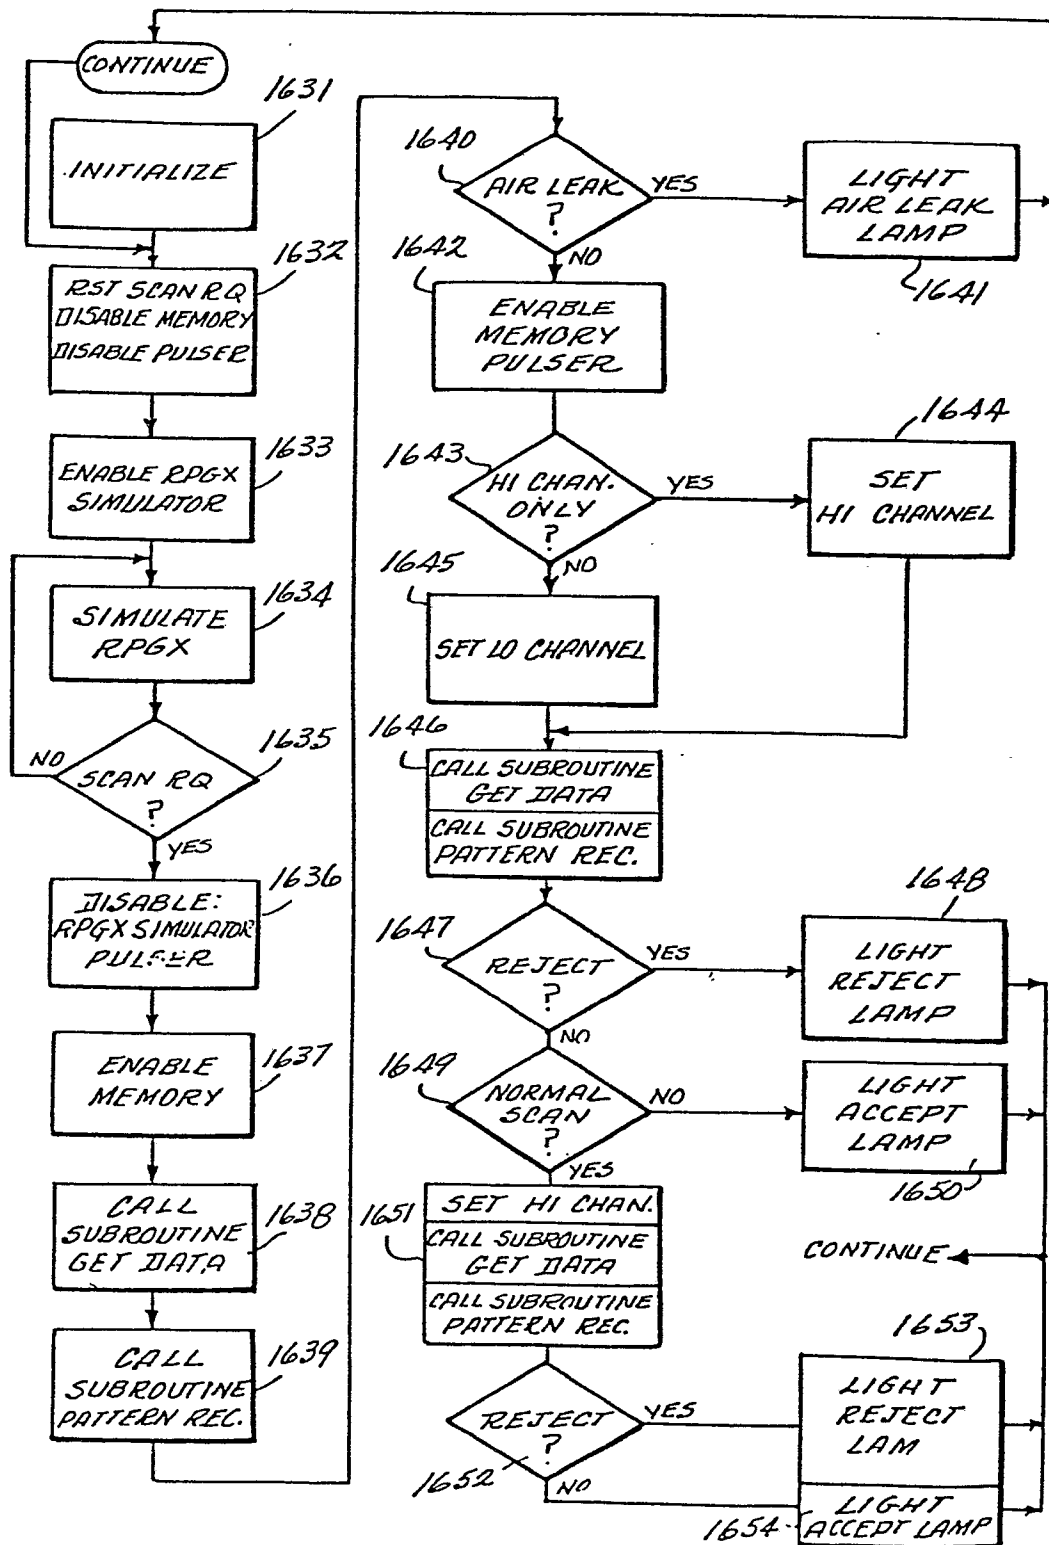 CONTINUE
1631
INITIALIZE
1632
RST SCAN RQ
DISABLE MEMORY
DISABLE PULSER
1633
ENABLE RPGX
SIMULATOR
1634
SIMULATE
RPGX
1635
SCAN RQ
?
NO
YES
1636
DISABLE:
RPGX SIMULATOR
PULSER
1637
ENABLE
MEMORY
1638
CALL
SUBROUTINE
GET DATA
1639
CALL
SUBROUTINE
PATTERN REC.
1640
AIR LEAK
?
YES
NO
LIGHT
AIR LEAK
LAMP
1641
1642
ENABLE
MEMORY
PULSER
1643
HI CHAN.
ONLY
?
YES
NO
1644
SET
HI CHANNEL
1645
SET LO CHANNEL
1646
CALL SUBROUTINE
GET DATA
CALL SUBROUTINE
PATTERN REC.
1647
REJECT
?
YES
NO
1648
LIGHT
REJECT
LAMP
1649
NORMAL
SCAN
?
NO
YES
LIGHT
ACCEPT
LAMP
1650
1651
SET HI CHAN.
CALL SUBROUTINE
GET DATA
CALL SUBROUTINE
PATTERN REC.
CONTINUE
1652
REJECT
?
YES
NO
1653
LIGHT
REJECT
LAM
1654
LIGHT
ACCEPT LAMP